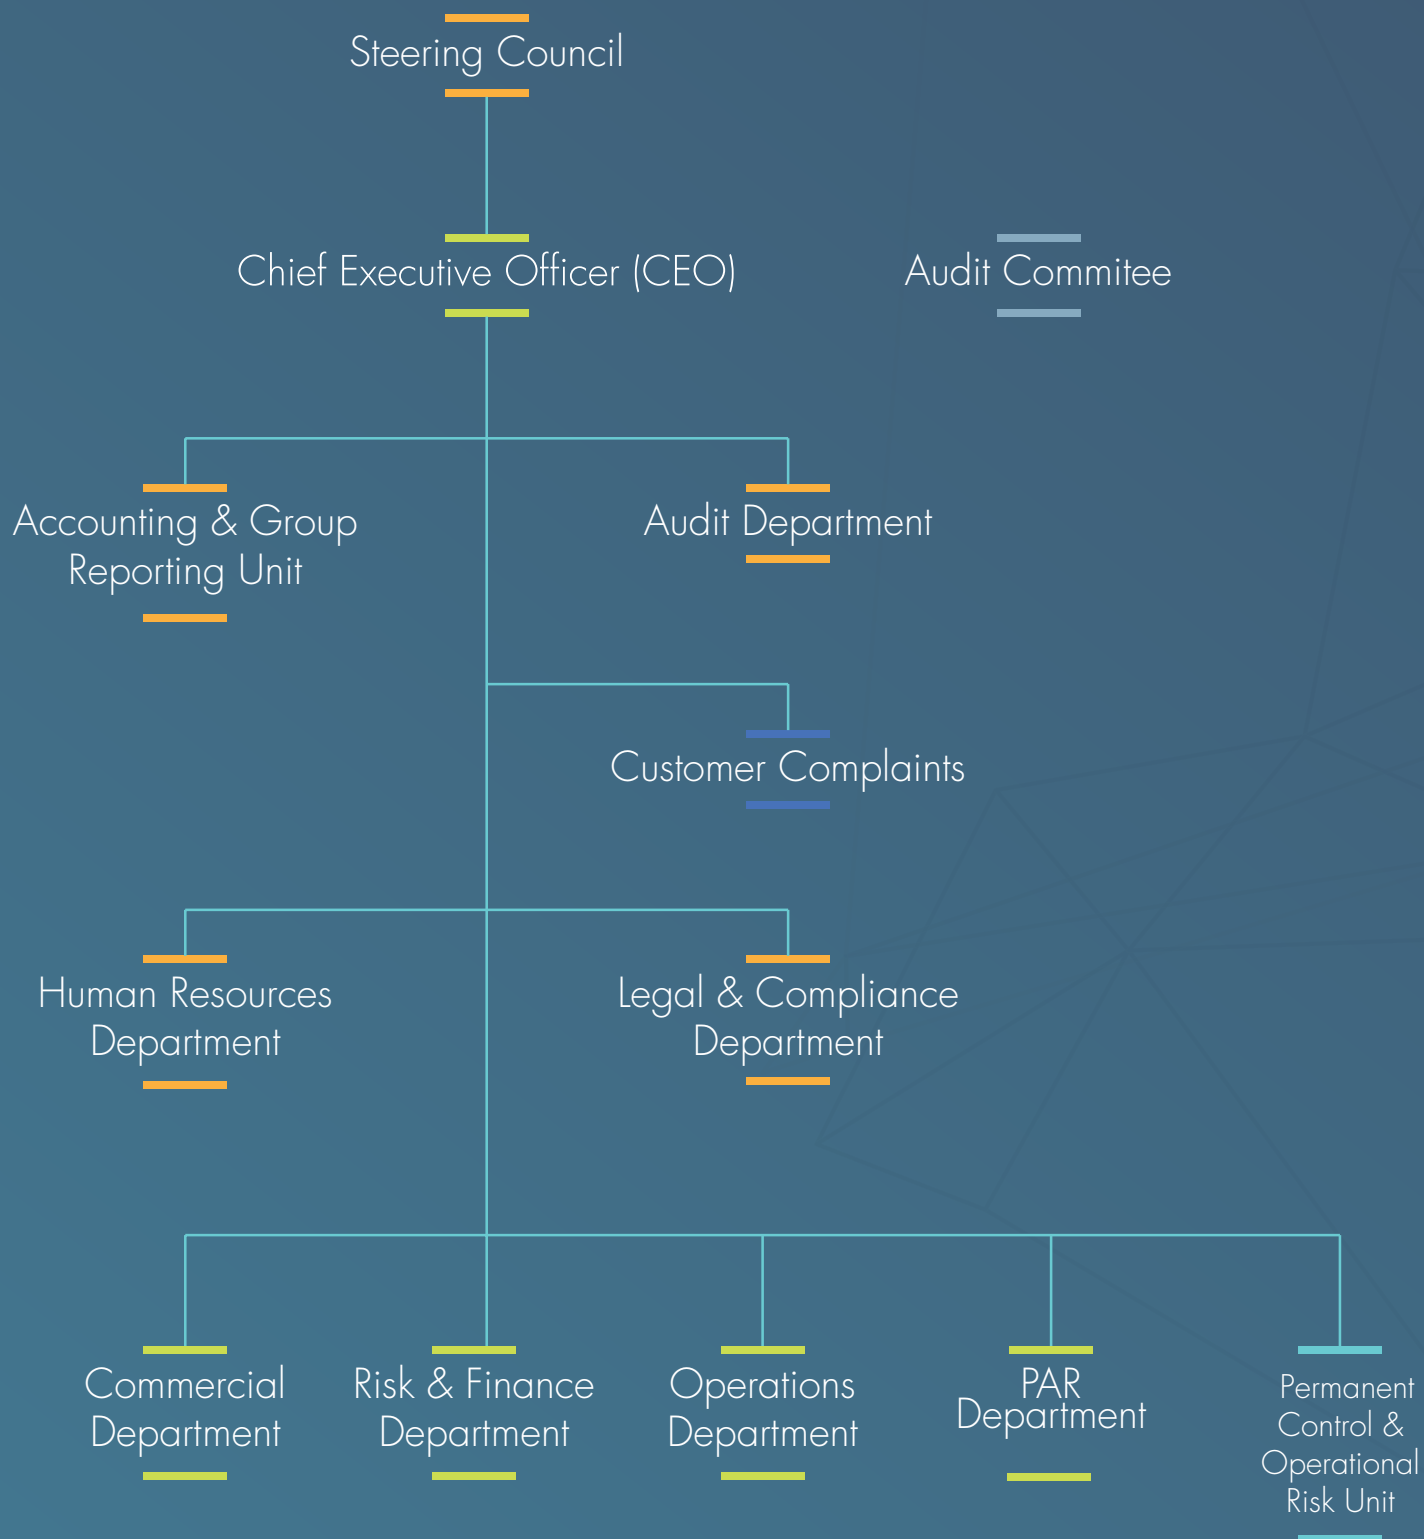 Steering Council
Chief Executive Officer (CEO)
Audit Commitee
Accounting & Group
Reporting Unit
Audit Department
Customer Complaints
Human Resources
Department
Legal & Compliance
Department
Commercial
Department
Risk & Finance
Department
Operations
Department
PAR
Department
Permanent
Control &
Operational
Risk Unit